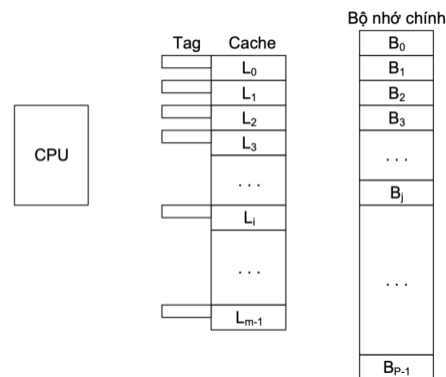 Bộ nhớ chính
Tag Cache
B₀
L₀
B₁
L₁
B₂
L₂
B₃
L₃
CPU
. . .
. . .
Bⱼ
Lᵢ
. . .
. . .
Lₘ₋₁
B_P-1